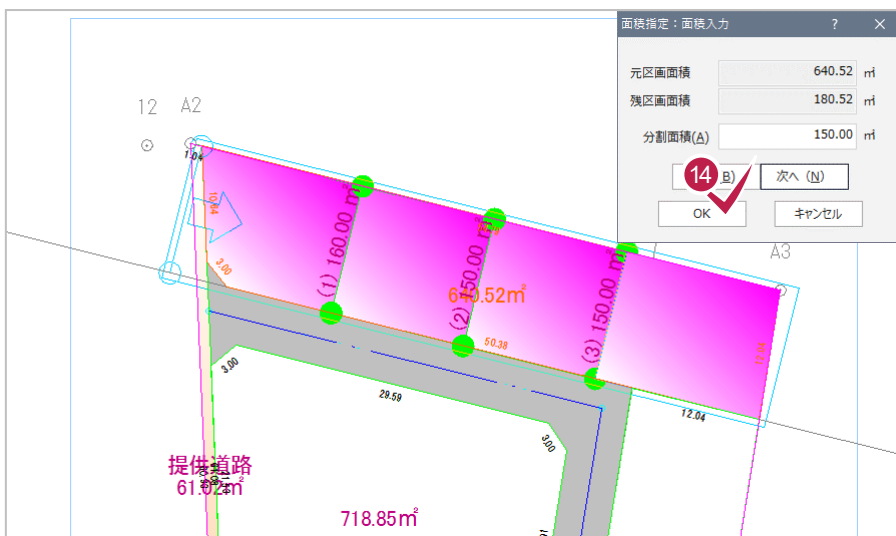 面積指定：面積入力 ? ×
元区画面積 640.52 ㎡
残区画面積 180.52 ㎡
分割面積(A) 150.00 ㎡
14
(B) 次へ (N)
OK キャンセル
12 A2
A3
1.04
10.64
3.00
(1) 160.00 ㎡
(2) 150.00 ㎡
(3) 150.00 ㎡
640.52㎡
50.38
12.04
3.00
29.59
3.00
12.04
提供道路
61.02㎡
718.85㎡